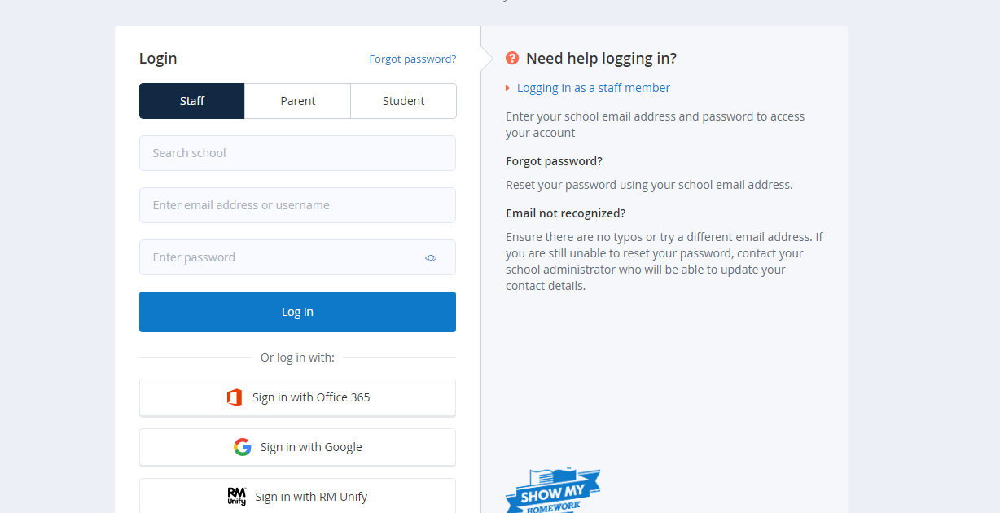 Login
Forgot password?
Staff
Parent
Student
Search school
Enter email address or username
Enter password
Log in
Or log in with:
Sign in with Office 365
Sign in with Google
RM
Unify
Sign in with RM Unify
Need help logging in?
Logging in as a staff member
Enter your school email address and password to access
your account
Forgot password?
Reset your password using your school email address.
Email not recognized?
Ensure there are no typos or try a different email address. If
you are still unable to reset your password, contact your
school administrator who will be able to update your
contact details.
SHOW MY
HOMEWORK